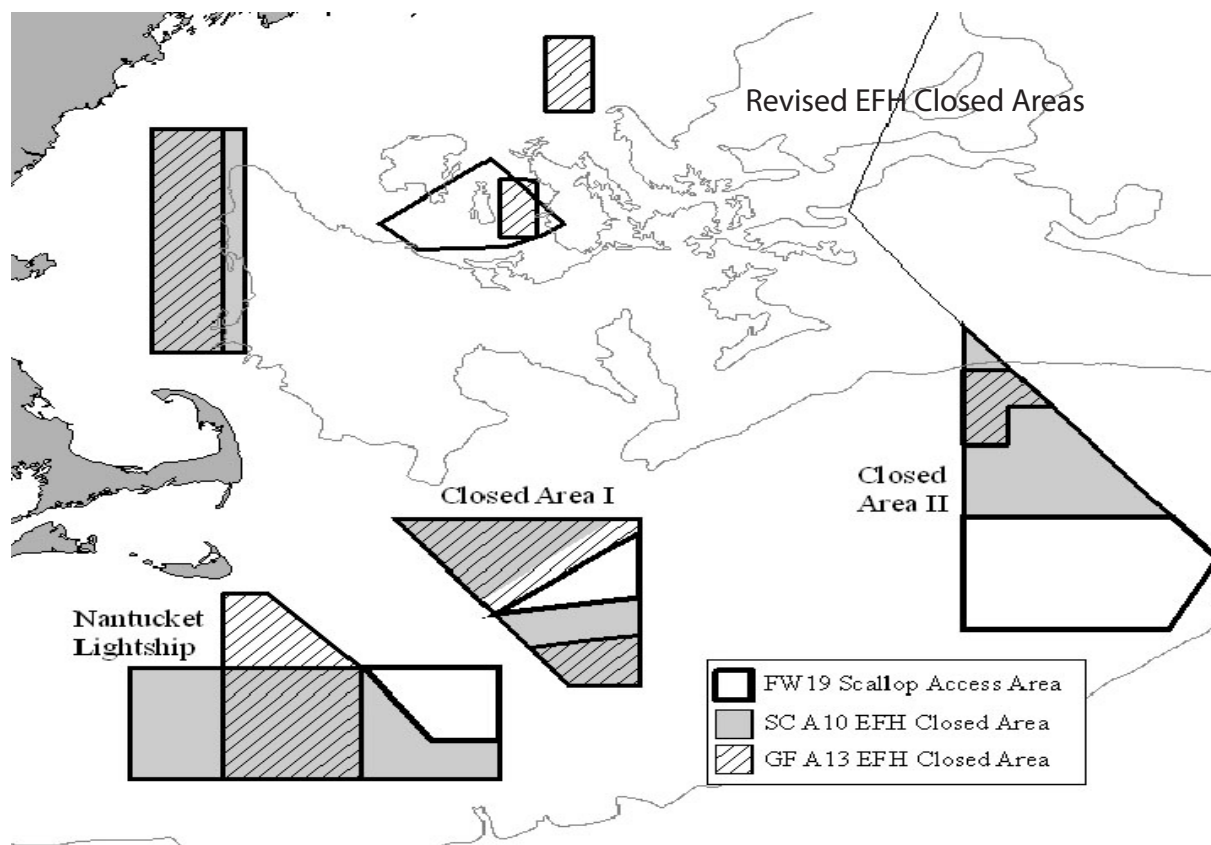 Revised EFH Closed Areas
Closed Area I
Closed
Area II
Nantucket
Lightship
FW19 Scallop Access Area
SC A10 EFH Closed Area
GF A13 EFH Closed Area